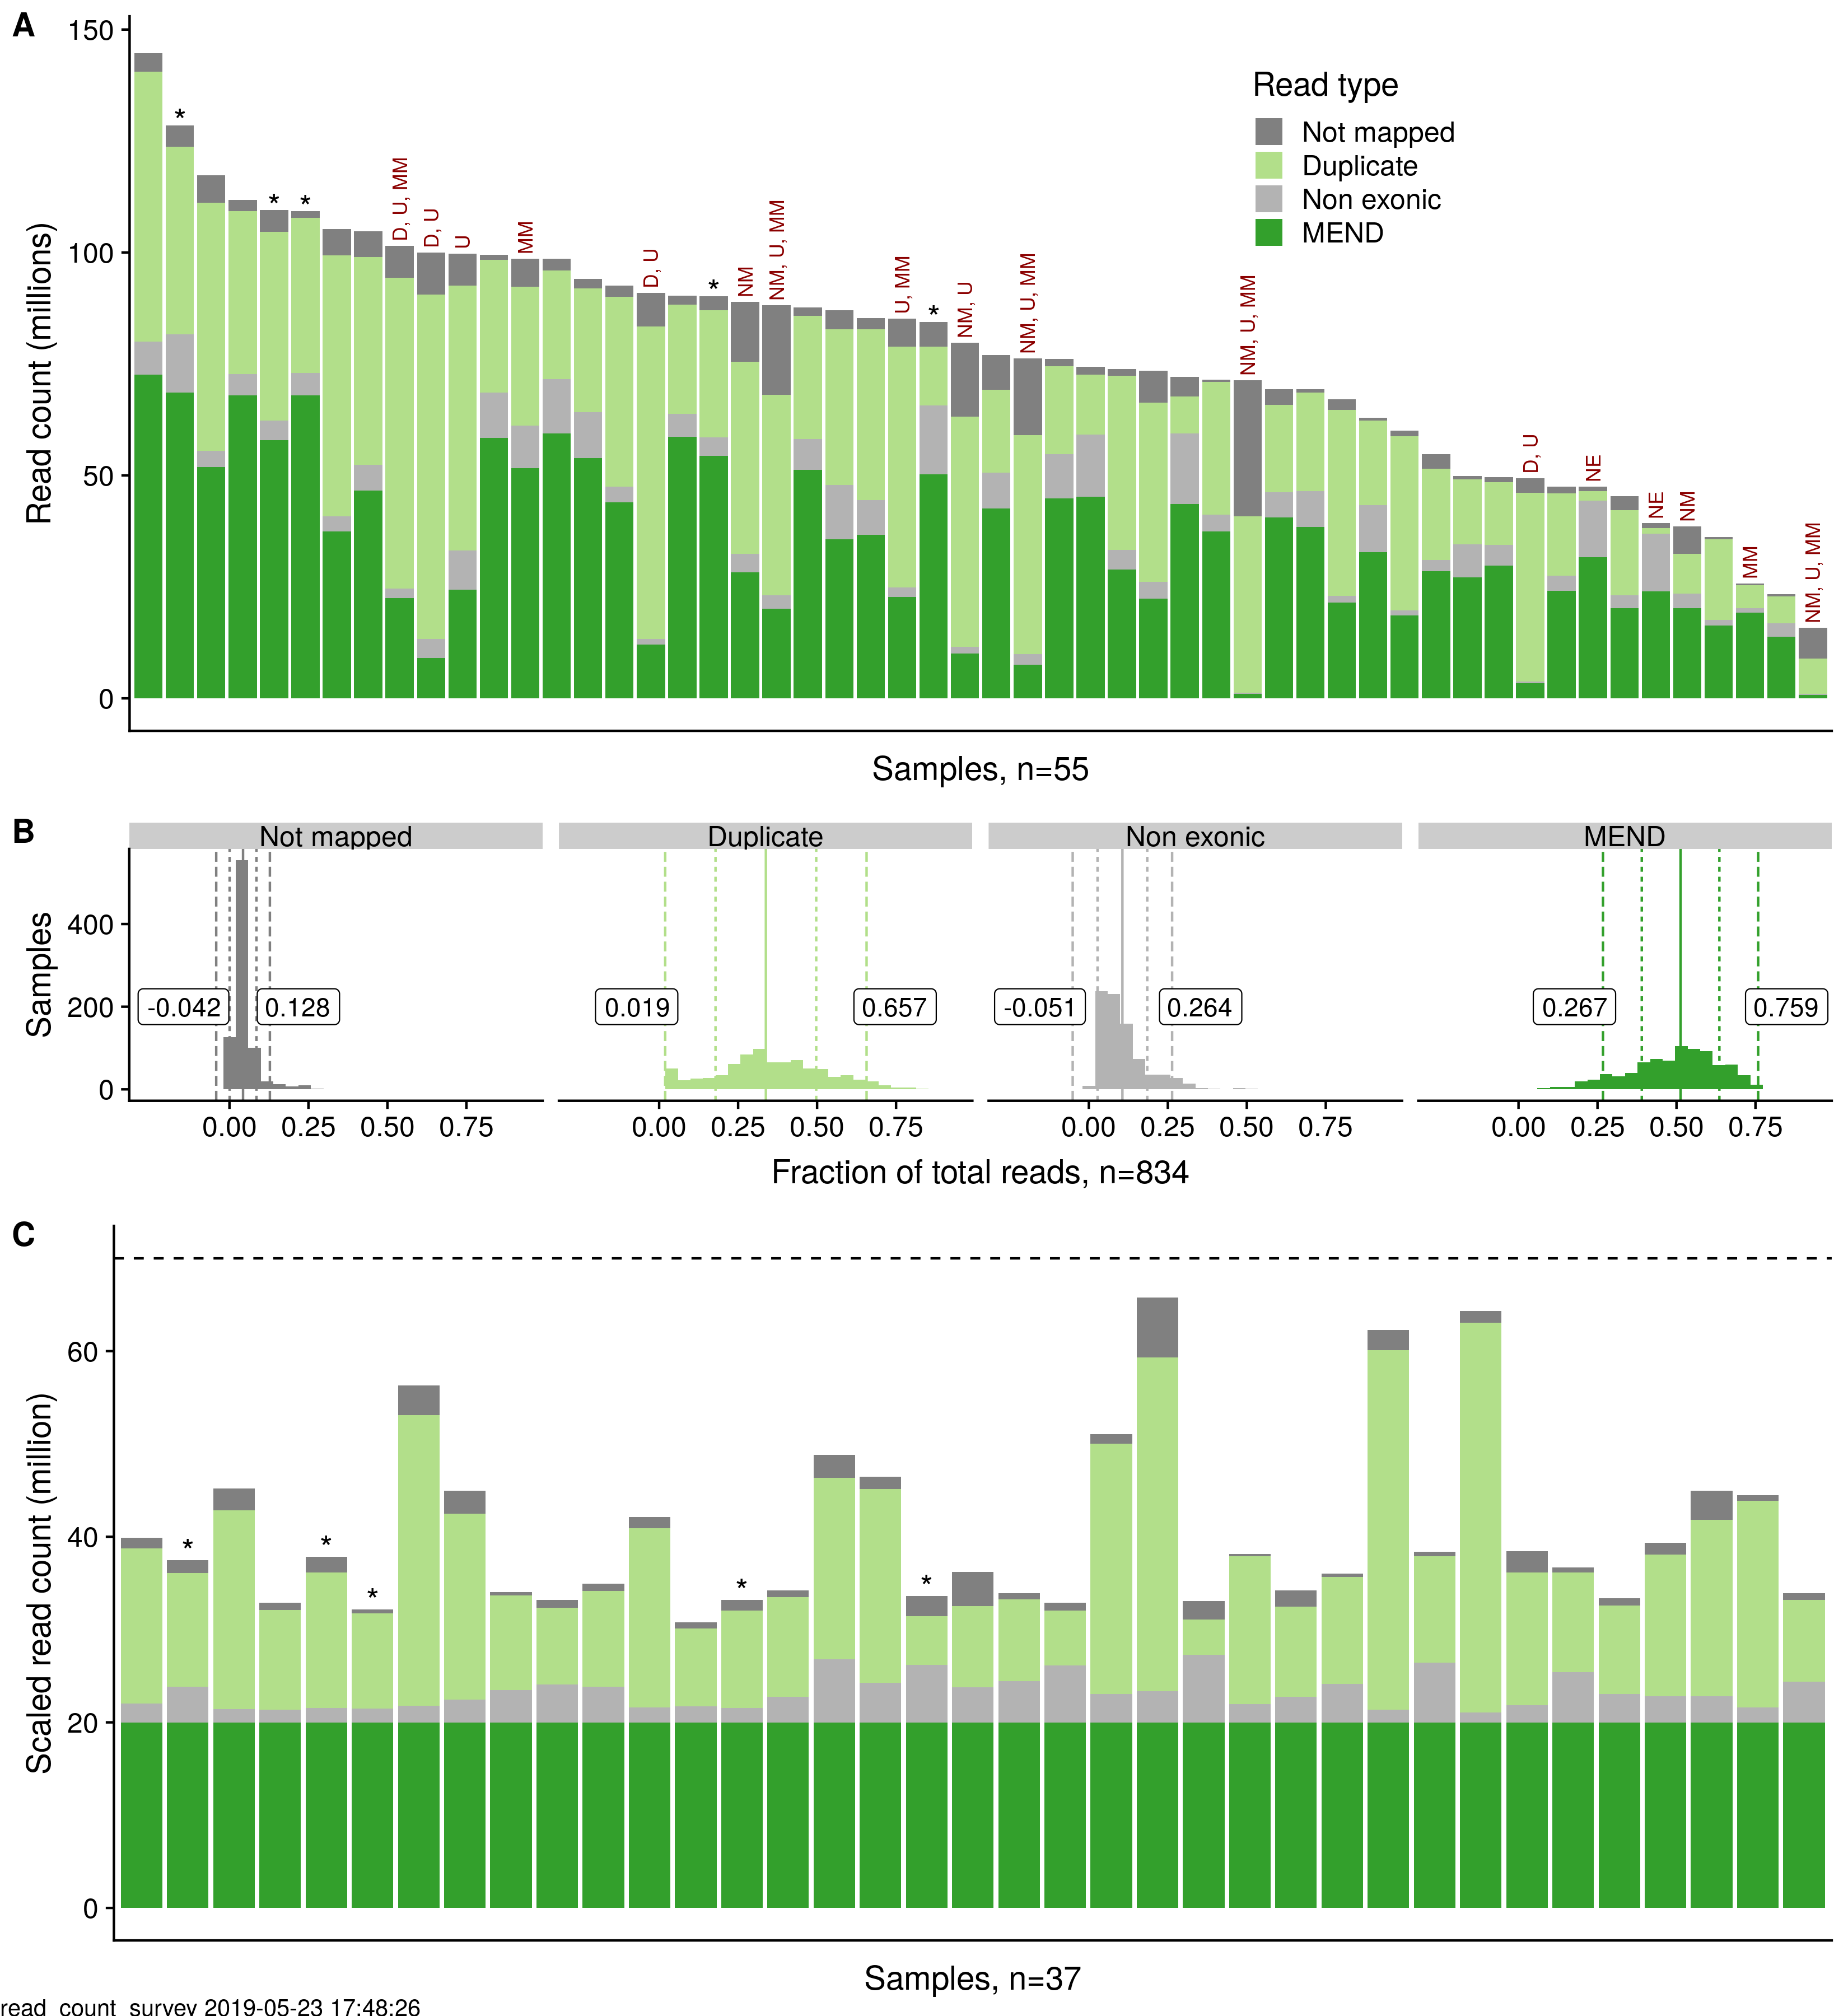 A
150
100
50
0
Read count (millions)
*
*
*
D, U, MM
D, U
U
MM
D, U
*
NM
NM, U, MM
U, MM
*
NM, U
NM, U, MM
NM, U, MM
D, U
NE
NE
NM
MM
NM, U, MM
Read type
Not mapped
Duplicate
Non exonic
MEND
Samples, n=55
B
Not mapped
Duplicate
Non exonic
MEND
Samples
400
200
0
-0.042
0.128
0.019
0.657
-0.051
0.264
0.267
0.759
0.00 0.25 0.50 0.75
0.00 0.25 0.50 0.75
0.00 0.25 0.50 0.75
0.00 0.25 0.50 0.75
Fraction of total reads, n=834
C
Scaled read count (million)
60
40
20
0
*
*
*
*
*
Samples, n=37
read_count_survey 2019-05-23 17:48:26